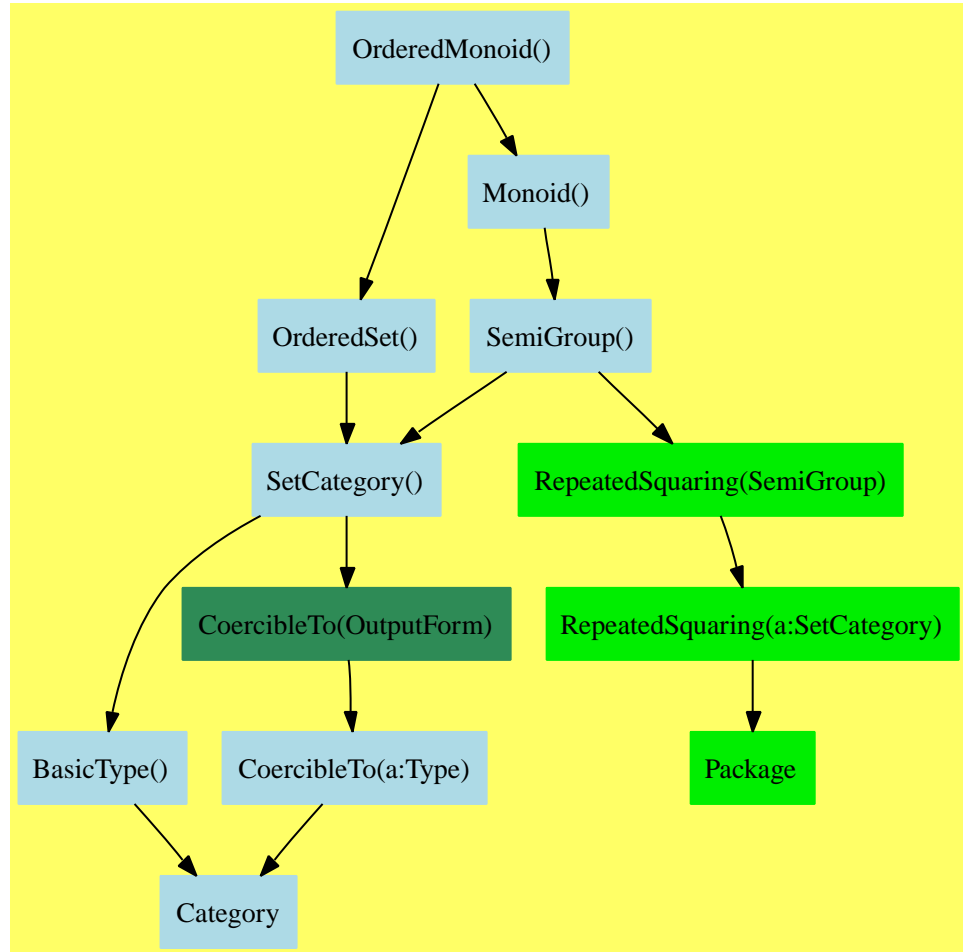 OrderedMonoid()
Monoid()
OrderedSet()
SemiGroup()
SetCategory()
RepeatedSquaring(SemiGroup)
CoercibleTo(OutputForm)
RepeatedSquaring(a:SetCategory)
BasicType()
CoercibleTo(a:Type)
Package
Category